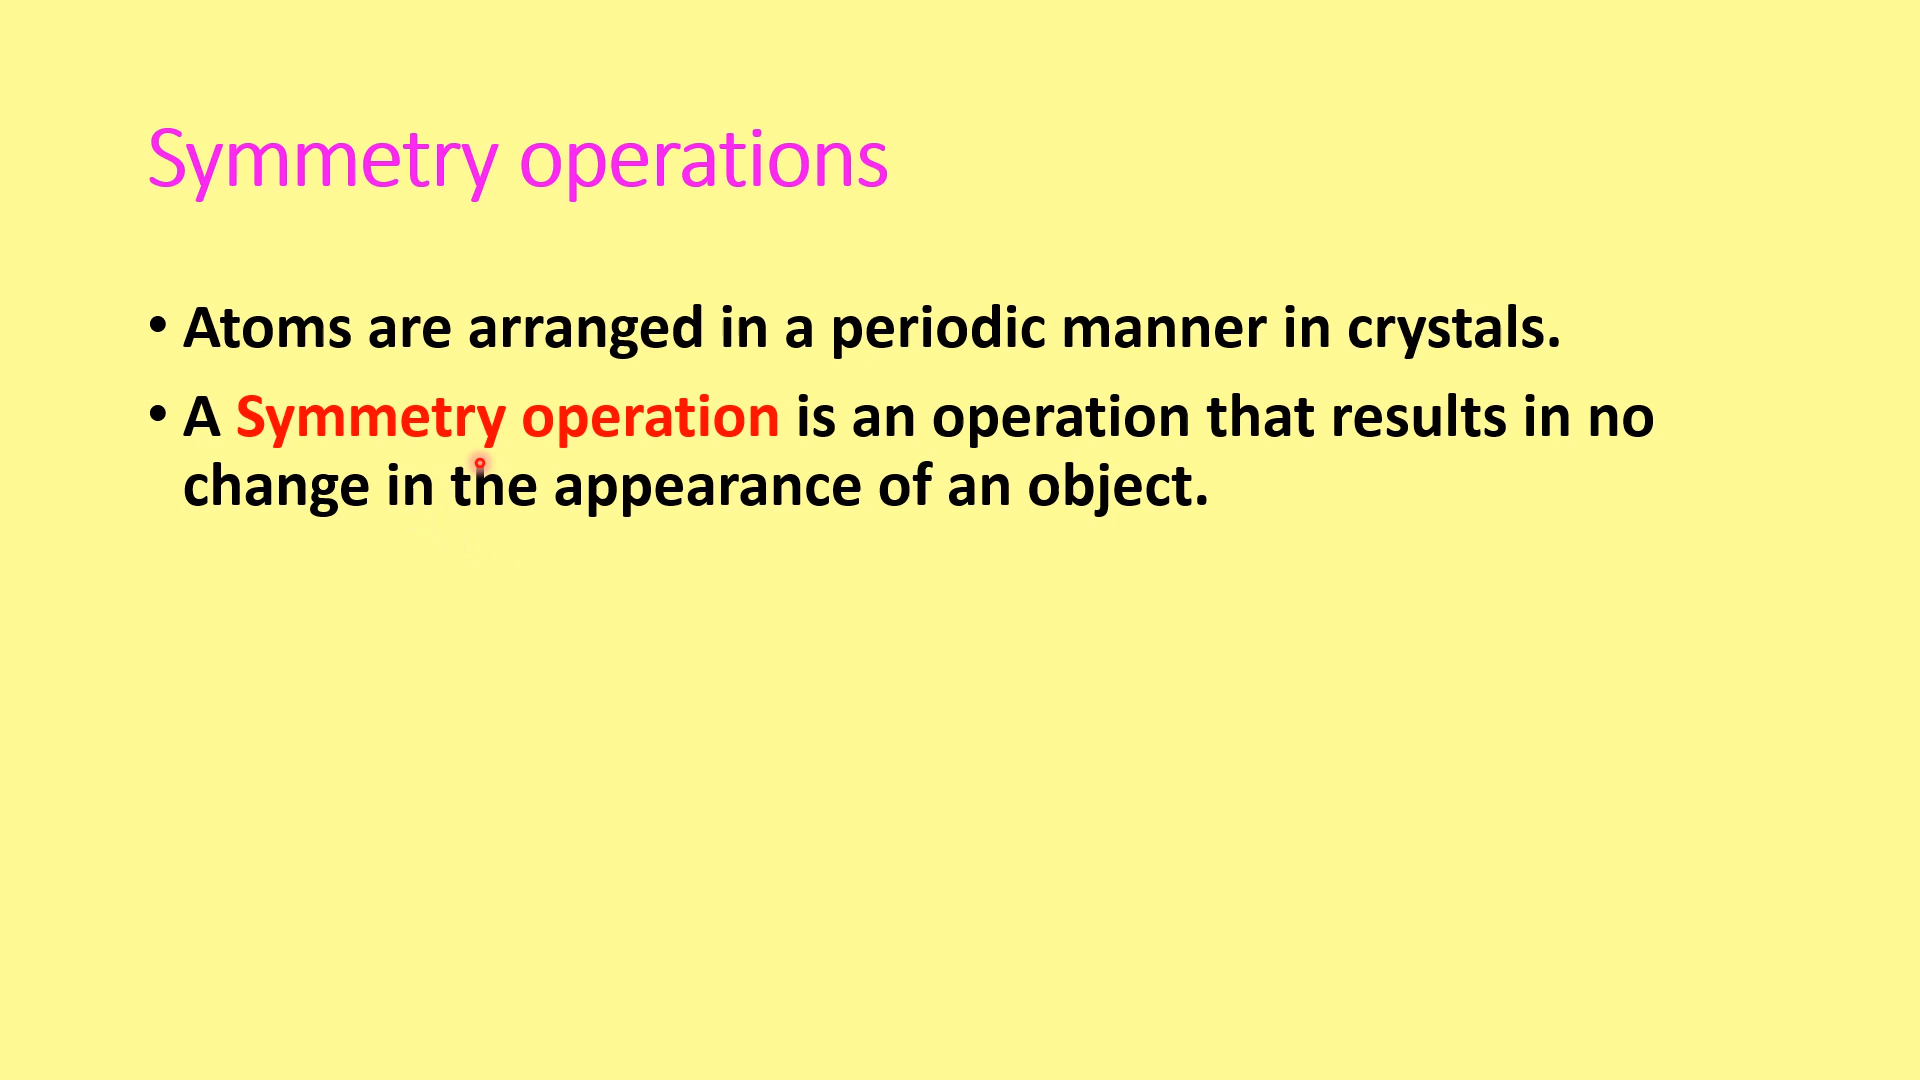 Symmetry operations
• Atoms are arranged in a periodic manner in crystals.
• A Symmetry operation is an operation that results in no
change in the appearance of an object.